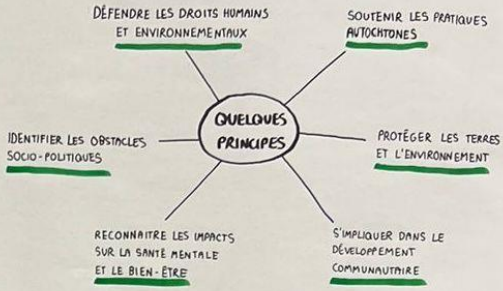 DÉFENDRE LES DROITS HUMAINS
ET ENVIRONNEMENTAUX
SOUTENIR LES PRATIQUES
AUTOCHTONES
QUELQUES
PRINCIPES
IDENTIFIER LES OBSTACLES
SOCIO-POLITIQUES
PROTÉGER LES TERRES
ET L'ENVIRONNEMENT
RECONNAITRE LES IMPACTS
SUR LA SANTÉ MENTALE
ET LE BIEN-ÊTRE
S'IMPLIQUER DANS LE
DÉVELOPPEMENT
COMMUNAUTAIRE